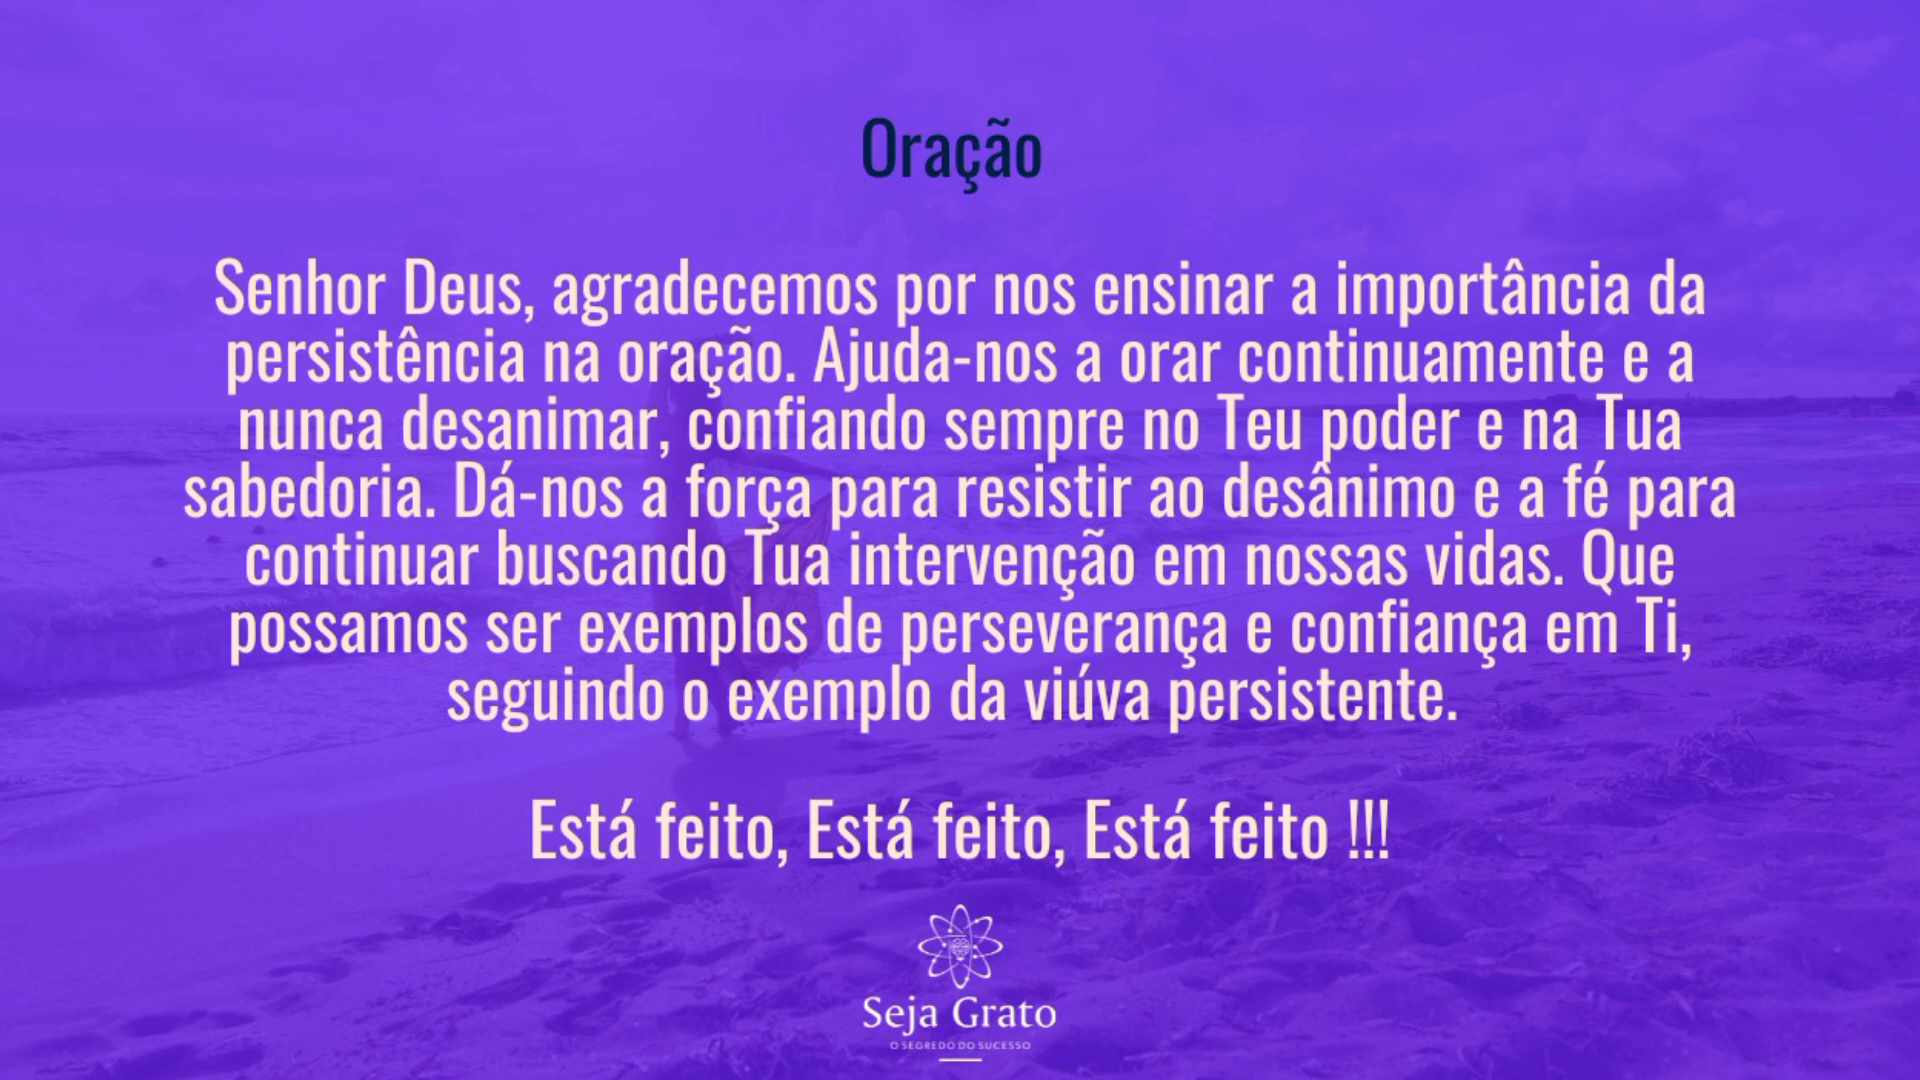 Oração
Senhor Deus, agradecemos por nos ensinar a importância da
persistência na oração. Ajuda-nos a orar continuamente e a
nunca desanimar, confiando sempre no Teu poder e na Tua
sabedoria. Dá-nos a força para resistir ao desânimo e a fé para
continuar buscando Tua intervenção em nossas vidas. Que
possamos ser exemplos de perseverança e confiança em Ti,
seguindo o exemplo da viúva persistente.
Está feito, Está feito, Está feito !!!
Seja Grato
O SEGREDO DO SUCESSO